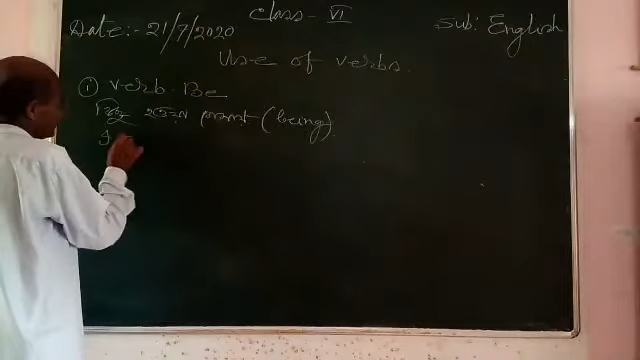 Date:- 21/7/2020 Class - VI Sub: English
Use of verbs.
① Verb Be
(being)
I